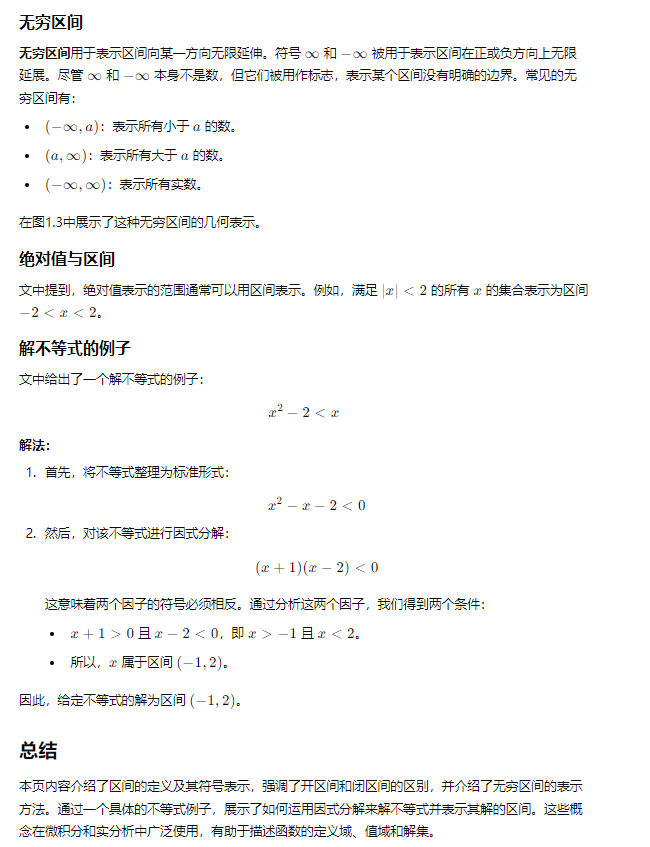 无穷区间
无穷区间用于表示区间向某一方向无限延伸。符号 ∞ 和 −∞ 被用于表示区间在正或负方向上无限
延展。尽管 ∞ 和 −∞ 本身不是数，但它们被用作标志，表示某个区间没有明确的边界。常见的无
穷区间有：
• (−∞, a)：表示所有小于 a 的数。
• (a, ∞)：表示所有大于 a 的数。
• (−∞, ∞)：表示所有实数。
在图1.3中展示了这种无穷区间的几何表示。
绝对值与区间
文中提到，绝对值表示的范围通常可以用区间表示。例如，满足 |x| < 2 的所有 x 的集合表示为区间
−2 < x < 2。
解不等式的例子
文中给出了一个解不等式的例子：
x² − 2 < x
解法：
1. 首先，将不等式整理为标准形式：
x² − x − 2 < 0
2. 然后，对该不等式进行因式分解：
(x + 1)(x − 2) < 0
这意味着两个因子的符号必须相反。通过分析这两个因子，我们得到两个条件：
• x + 1 > 0 且 x − 2 < 0，即 x > −1 且 x < 2。
• 所以，x 属于区间 (−1, 2)。
因此，给定不等式的解为区间 (−1, 2)。
总结
本页内容介绍了区间的定义及其符号表示，强调了开区间和闭区间的区别，并介绍了无穷区间的表示
方法。通过一个具体的不等式例子，展示了如何运用因式分解来解不等式并表示其解的区间。这些概
念在微积分和实分析中广泛使用，有助于描述函数的定义域、值域和解集。